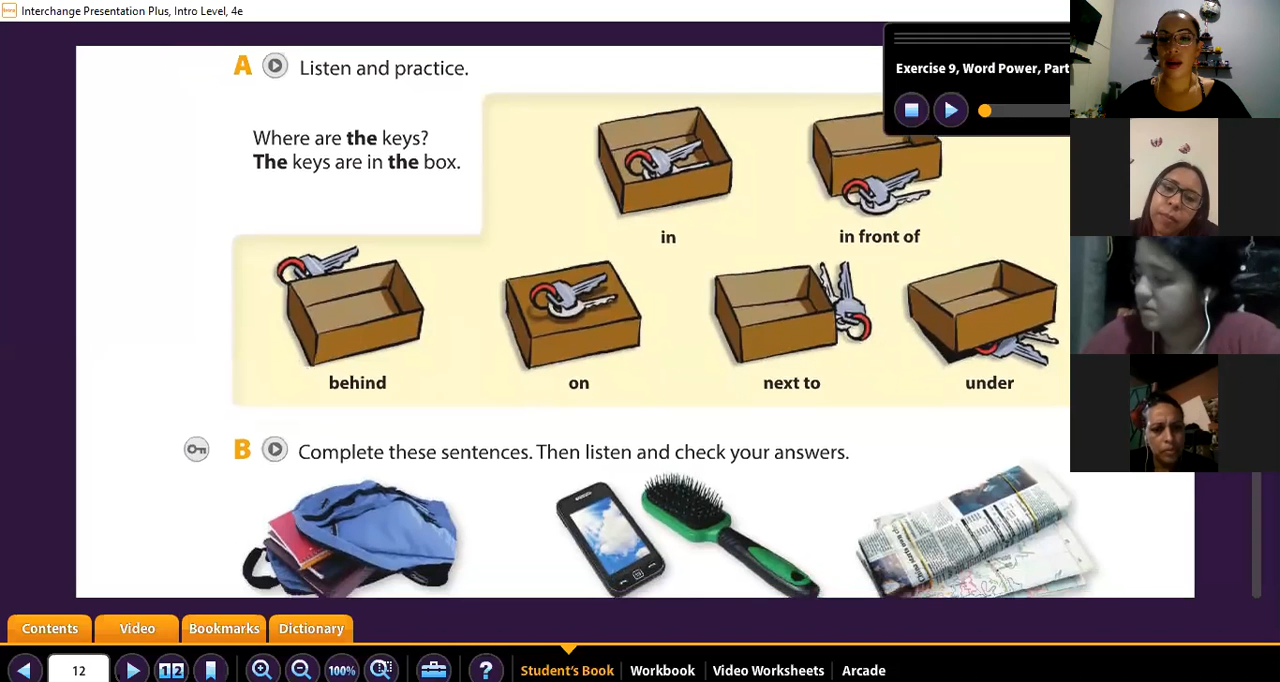 Interchange Presentation Plus, Intro Level, 4e
A Listen and practice.
Exercise 9, Word Power, Part
Where are the keys?
The keys are in the box.
in
in front of
behind
on
next to
under
B Complete these sentences. Then listen and check your answers.
Contents
Video
Bookmarks
Dictionary
12
12
100%
?
Student's Book
Workbook
Video Worksheets
Arcade